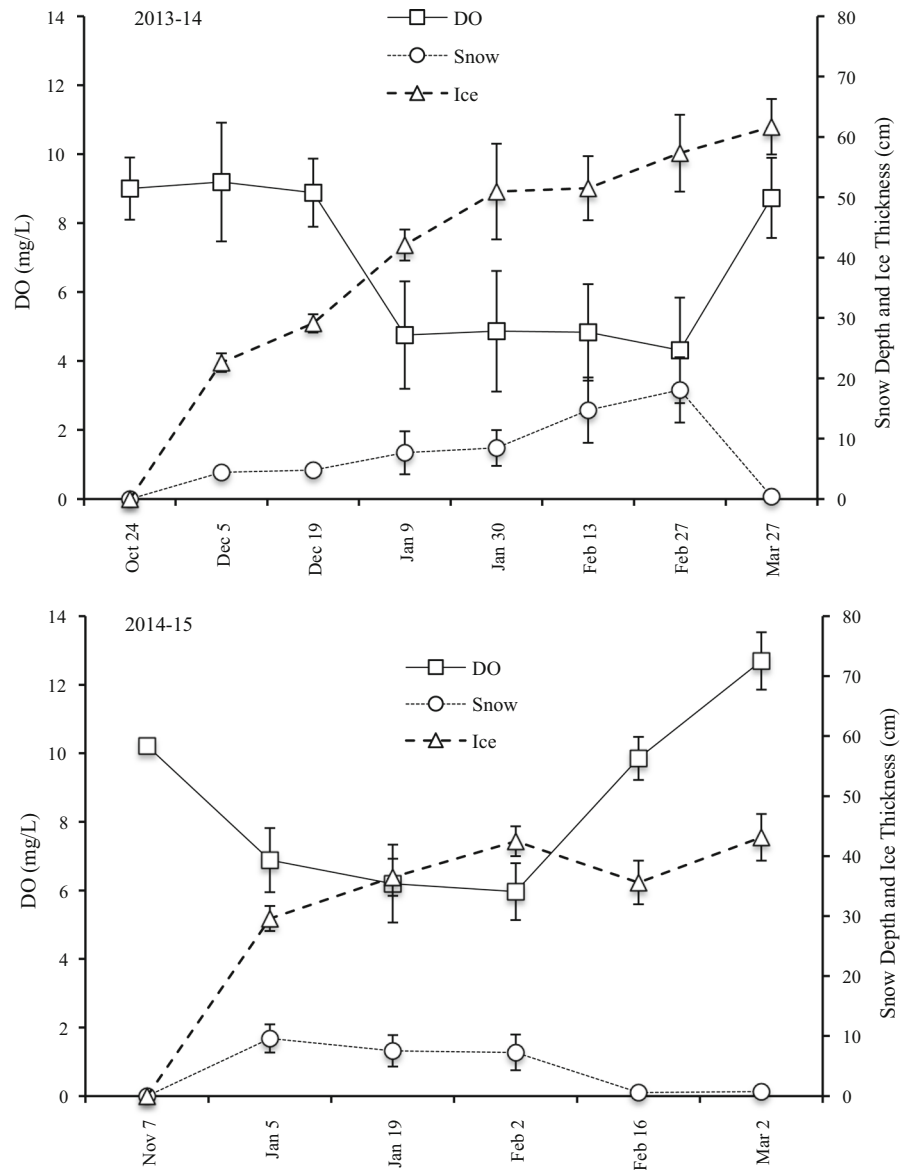 2013-14
DO
Snow
Ice
DO (mg/L)
14
12
10
8
6
4
2
0
80
70
60
50
40
30
20
10
0
Snow Depth and Ice Thickness (cm)
Oct 24
Dec 5
Dec 19
Jan 9
Jan 30
Feb 13
Feb 27
Mar 27
2014-15
DO
Snow
Ice
DO (mg/L)
14
12
10
8
6
4
2
0
80
70
60
50
40
30
20
10
0
Snow Depth and Ice Thickness (cm)
Nov 7
Jan 5
Jan 19
Feb 2
Feb 16
Mar 2